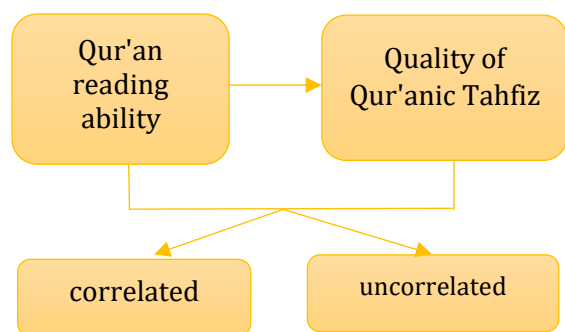 Qur'an
reading
ability
Quality of
Qur'anic Tahfiz
correlated
uncorrelated